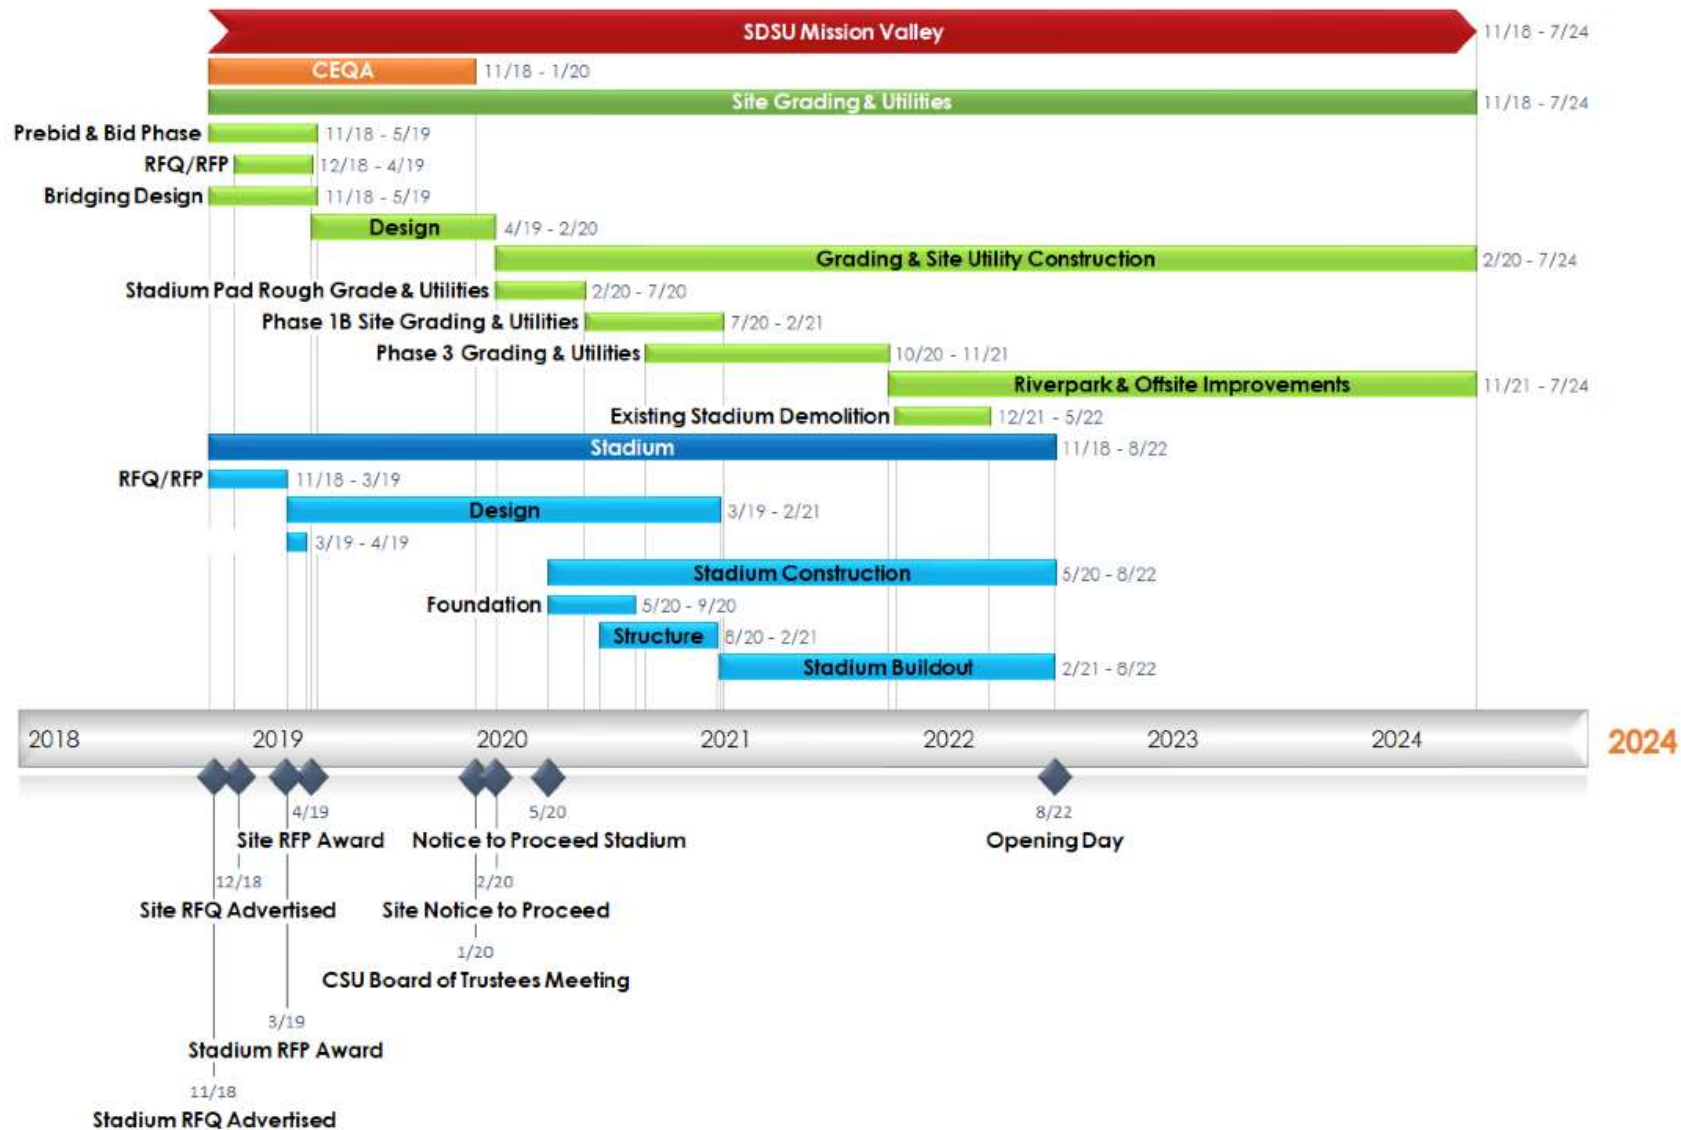 SDSU Mission Valley 11/18 - 7/24
CEQA 11/18 - 1/20
Site Grading & Utilities 11/18 - 7/24
Prebid & Bid Phase 11/18 - 5/19
RFQ/RFP 12/18 - 4/19
Bridging Design 11/18 - 5/19
Design 4/19 - 2/20
Grading & Site Utility Construction 2/20 - 7/24
Stadium Pad Rough Grade & Utilities 2/20 - 7/20
Phase 1B Site Grading & Utilities 7/20 - 2/21
Phase 3 Grading & Utilities 10/20 - 11/21
Riverpark & Offsite Improvements 11/21 - 7/24
Existing Stadium Demolition 12/21 - 5/22
Stadium 11/18 - 8/22
RFQ/RFP 11/18 - 3/19
Design 3/19 - 2/21
3/19 - 4/19
Stadium Construction 5/20 - 8/22
Foundation 5/20 - 9/20
Structure 8/20 - 2/21
Stadium Buildout 2/21 - 8/22
2018 2019 2020 2021 2022 2023 2024 2024
4/19 5/20 8/22
Site RFP Award Notice to Proceed Stadium Opening Day
12/18 2/20
Site RFQ Advertised Site Notice to Proceed
1/20
CSU Board of Trustees Meeting
3/19
Stadium RFP Award
11/18
Stadium RFQ Advertised